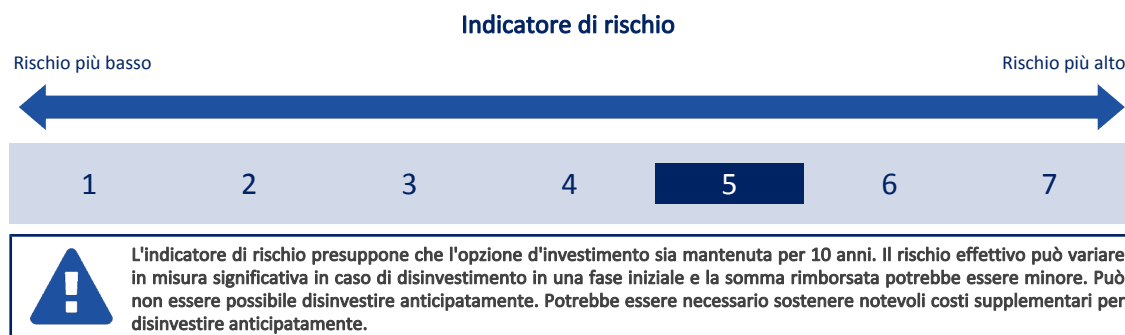 Indicatore di rischio
Rischio più basso
Rischio più alto
1 2 3 4 5 6 7
L'indicatore di rischio presuppone che l'opzione d'investimento sia mantenuta per 10 anni. Il rischio effettivo può variare
in misura significativa in caso di disinvestimento in una fase iniziale e la somma rimborsata potrebbe essere minore. Può
non essere possibile disinvestire anticipatamente. Potrebbe essere necessario sostenere notevoli costi supplementari per
disinvestire anticipatamente.